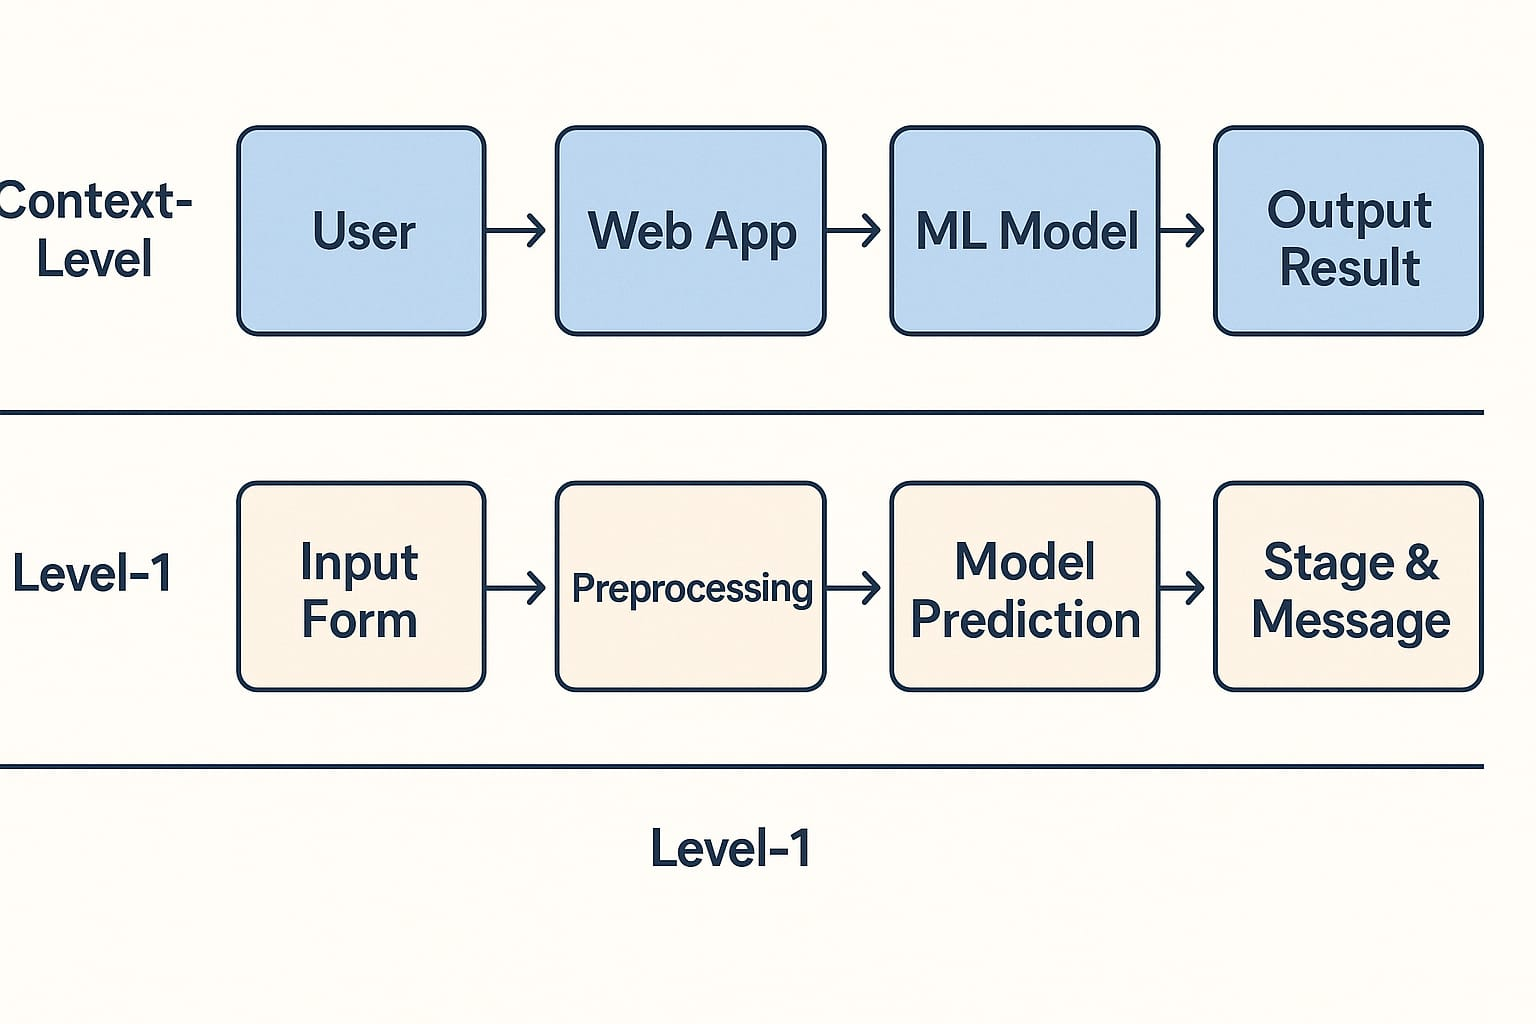 Context-
Level
User
Web App
ML Model
Output
Result
Level-1
Input
Form
Preprocessing
Model
Prediction
Stage &
Message
Level-1